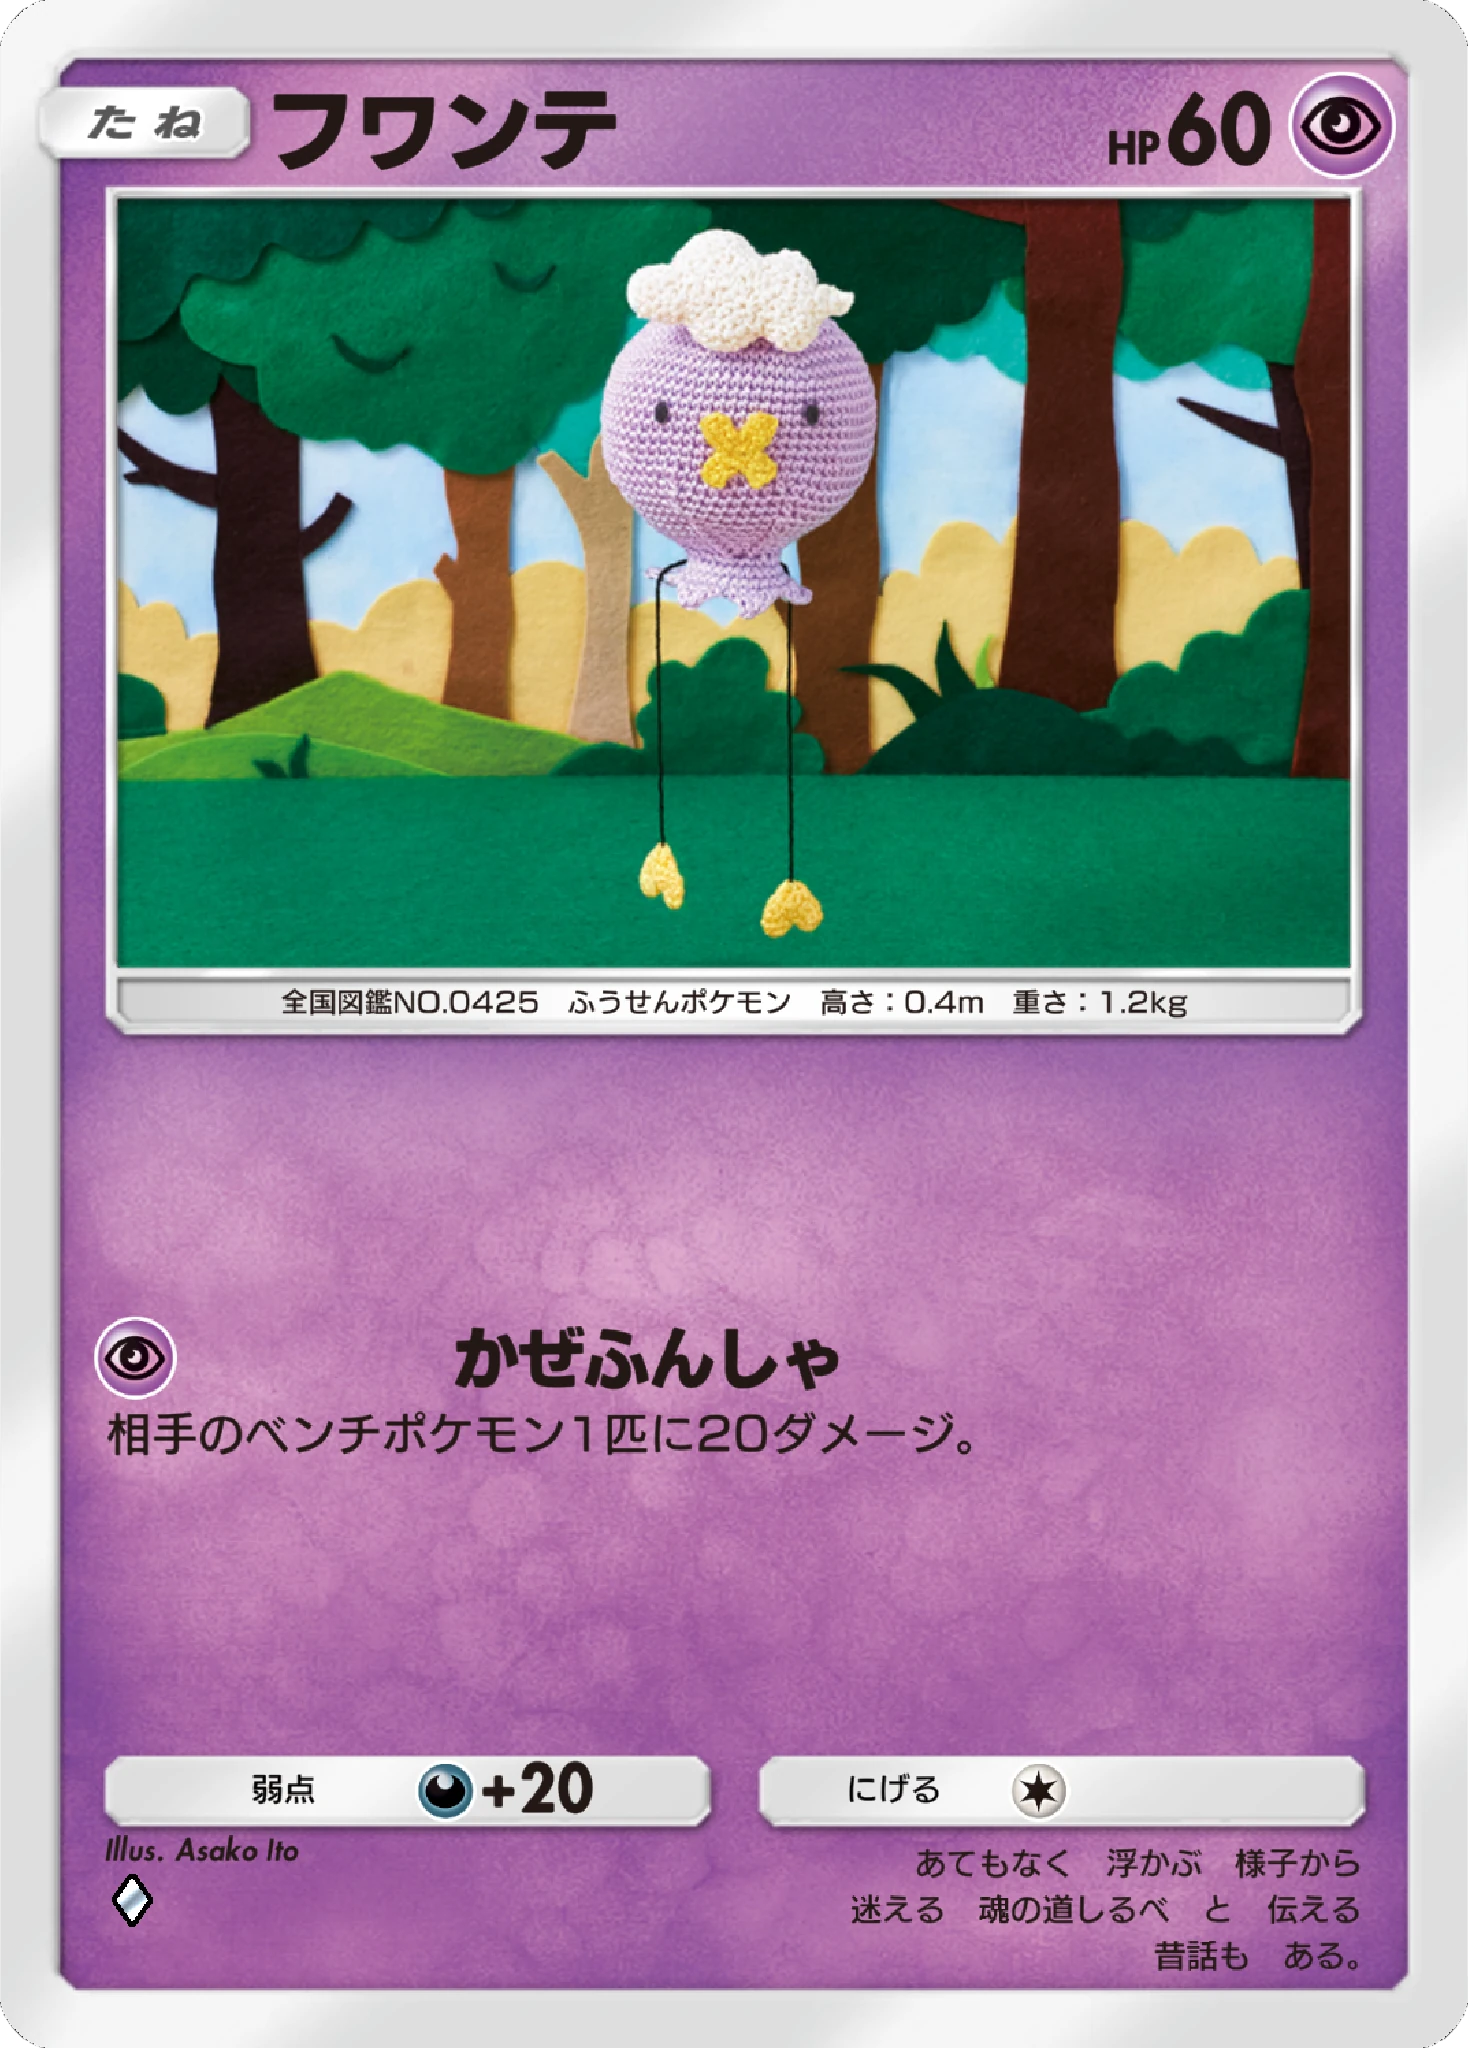 たね フワンテ HP60
全国図鑑NO.0425 ふうせんポケモン 高さ：0.4m 重さ：1.2kg
かぜふんしゃ
相手のベンチポケモン1匹に20ダメージ。
弱点 +20 にげる
Illus. Asako Ito
あてもなく 浮かぶ 様子から
迷える 魂の道しるべ と 伝える
昔話も ある。